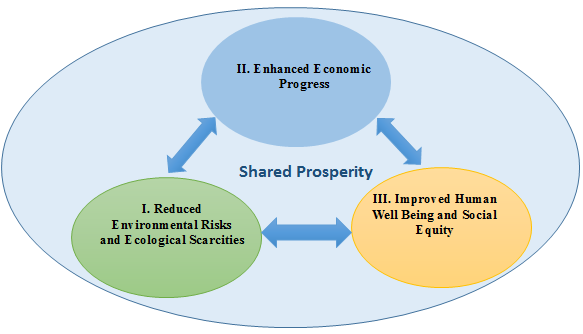 II. Enhanced Economic
Progress
Shared Prosperity
I. Reduced
Environmental Risks
and Ecological Scarcities
III. Improved Human
Well Being and Social
Equity